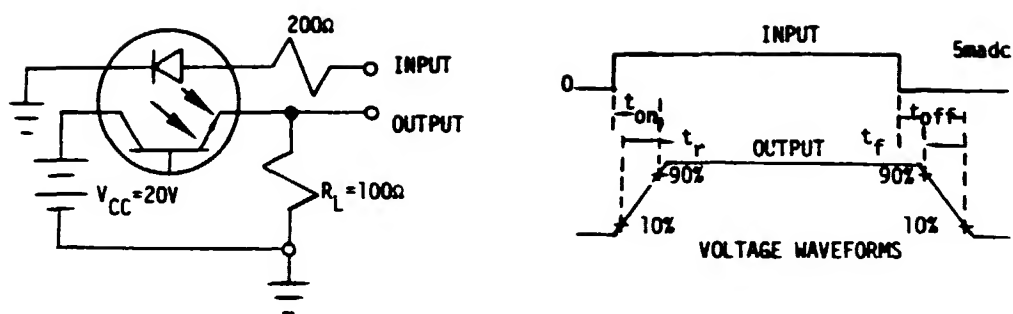 200Ω
INPUT
OUTPUT
V_CC=20V
R_L=100Ω
INPUT
5madc
0
t_on
t_off
t_r
OUTPUT
t_f
90%
90%
10%
10%
VOLTAGE WAVEFORMS